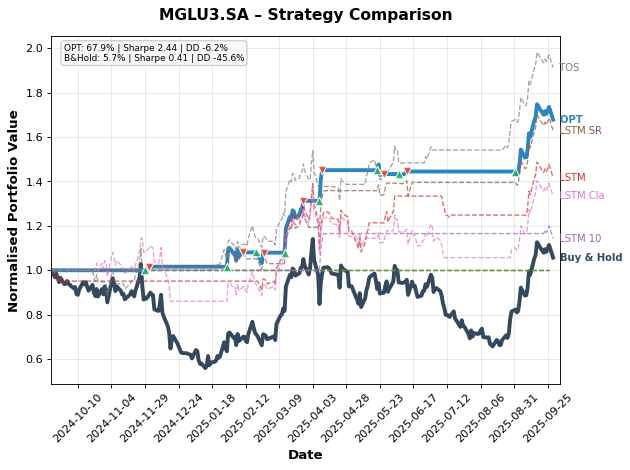 MGLU3.SA – Strategy Comparison
OPT: 67.9% | Sharpe 2.44 | DD -6.2%
B&Hold: 5.7% | Sharpe 0.41 | DD -45.6%
Normalised Portfolio Value
2.0
1.8
1.6
1.4
1.2
1.0
0.8
0.6
TOS
OPT
LSTM SR
LSTM
LSTM Cla
LSTM 10
Buy & Hold
2024-10-10
2024-11-04
2024-11-29
2024-12-24
2025-01-18
2025-02-12
2025-03-09
2025-04-03
2025-04-28
2025-05-23
2025-06-17
2025-07-12
2025-08-06
2025-08-31
2025-09-25
Date